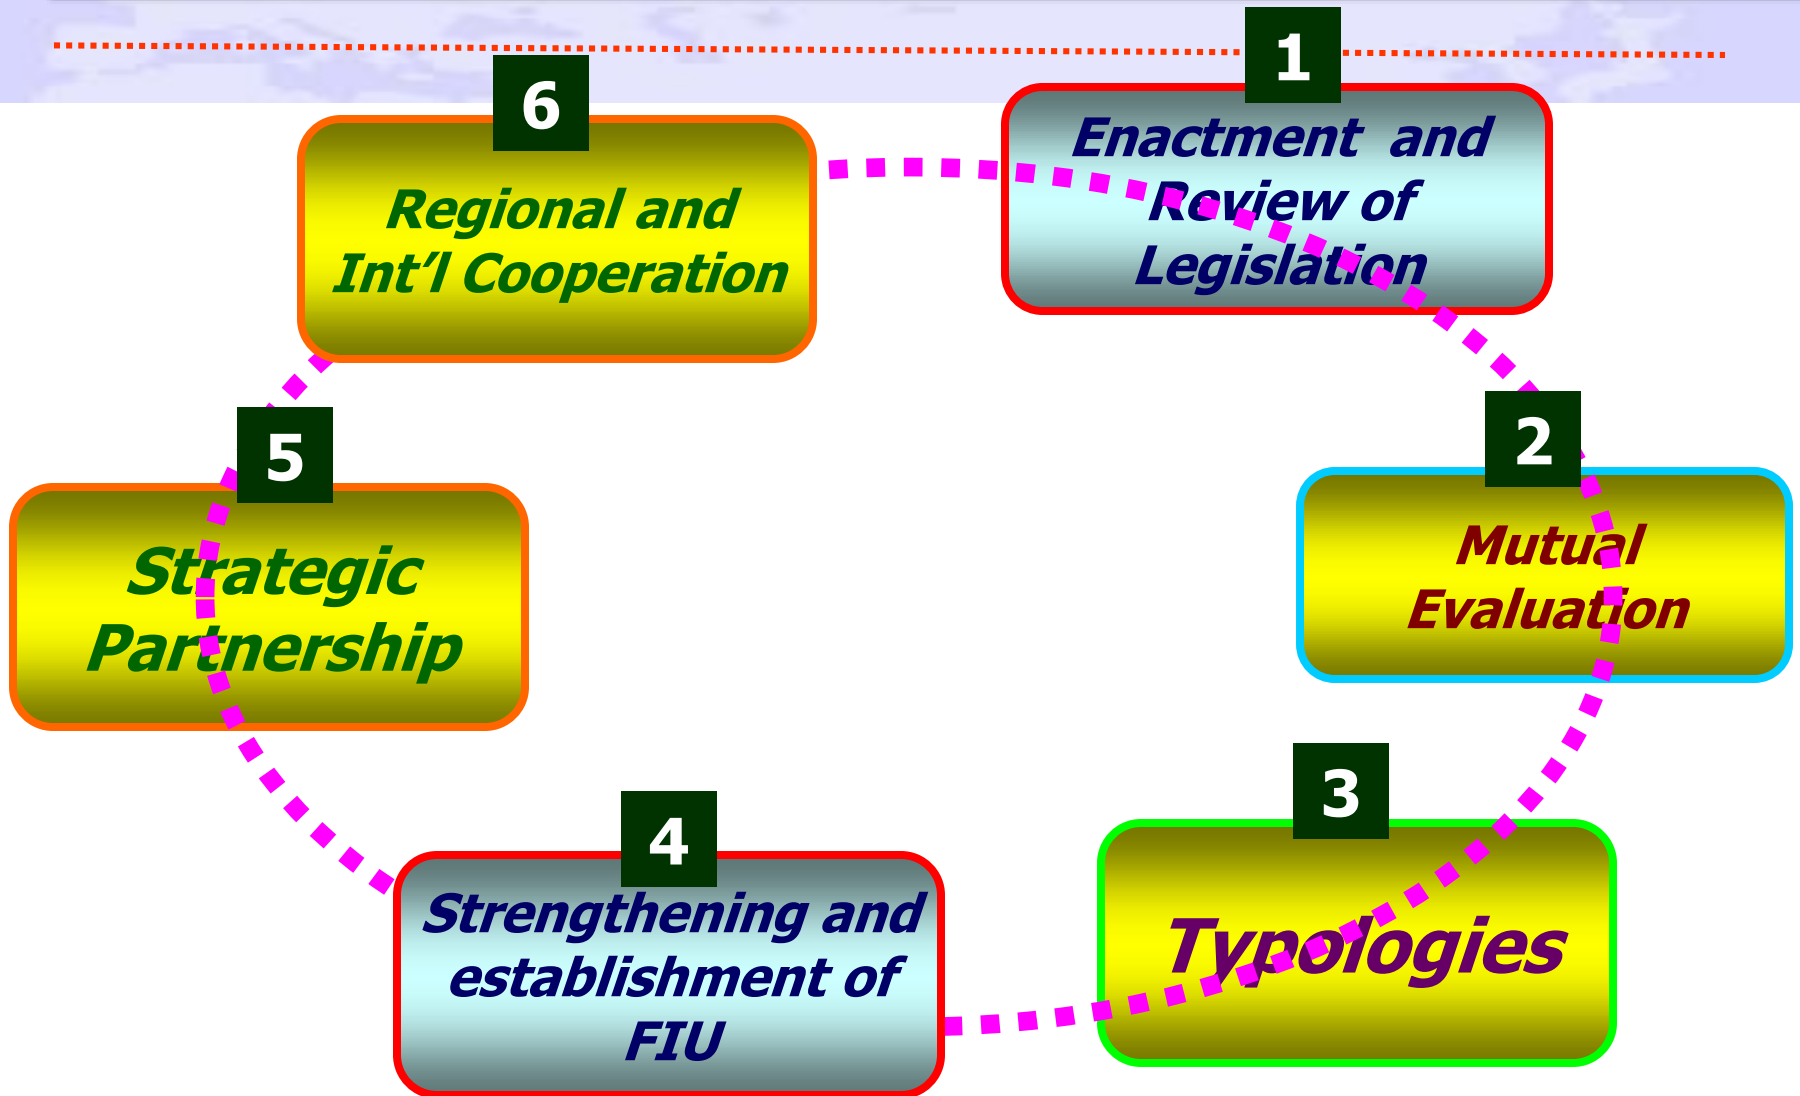 1
Enactment and
Review of
Legislation
2
Mutual
Evaluation
3
Typologies
4
Strengthening and
establishment of
FIU
5
Strategic
Partnership
6
Regional and
Int’l Cooperation